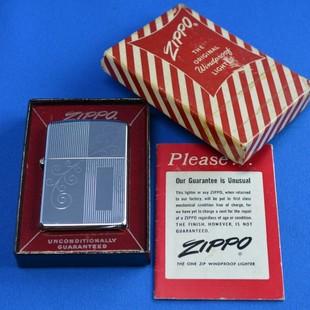 ZIPPO
THE
ORIGINAL
Windproof
LIGHTER
ZIPPO
UNCONDITIONALLY
GUARANTEED
Please..
Our Guarantee is Unusual
This lighter or any ZIPPO, when returned
to our factory, will be put in first class
mechanical condition free of charge, for
we have yet to charge a cent for the repair
of a ZIPPO regardless of age or condition.
THE FINISH, HOWEVER, IS NOT
GUARANTEED.
ZIPPO
THE ONE ZIP WINDPROOF LIGHTER